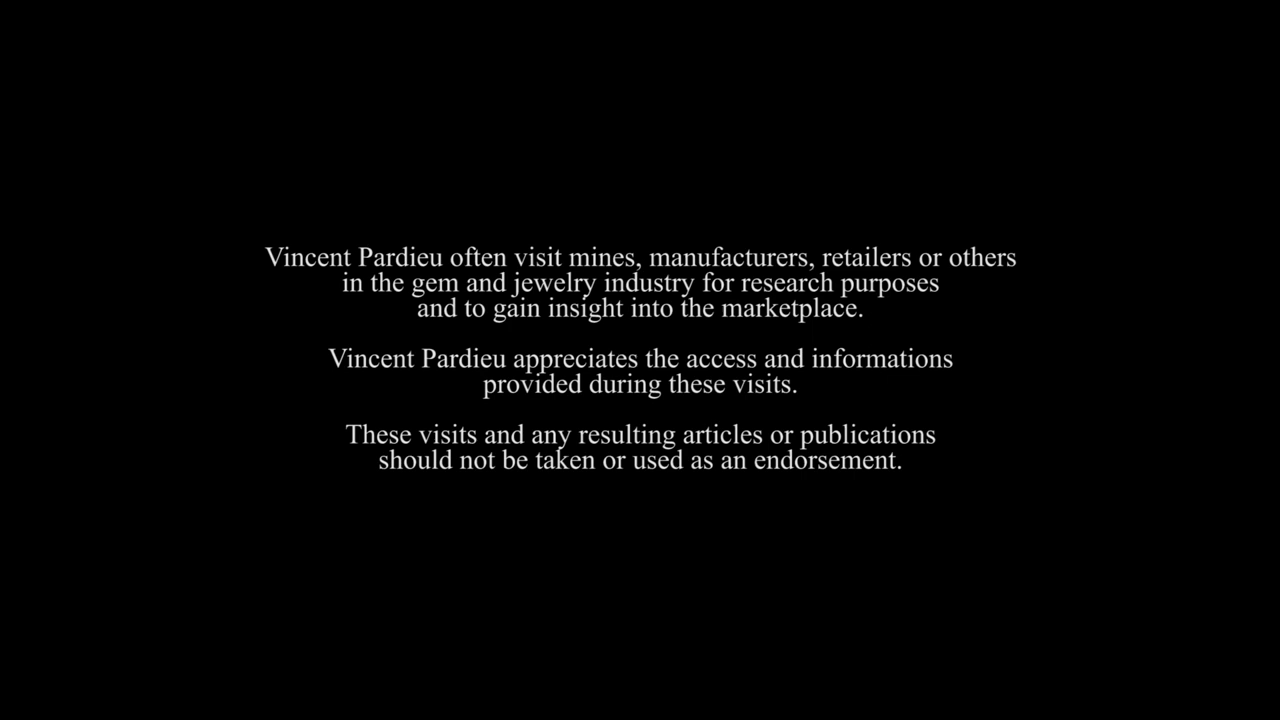 Vincent Pardieu often visit mines, manufacturers, retailers or others
in the gem and jewelry industry for research purposes
and to gain insight into the marketplace.
Vincent Pardieu appreciates the access and informations
provided during these visits.
These visits and any resulting articles or publications
should not be taken or used as an endorsement.